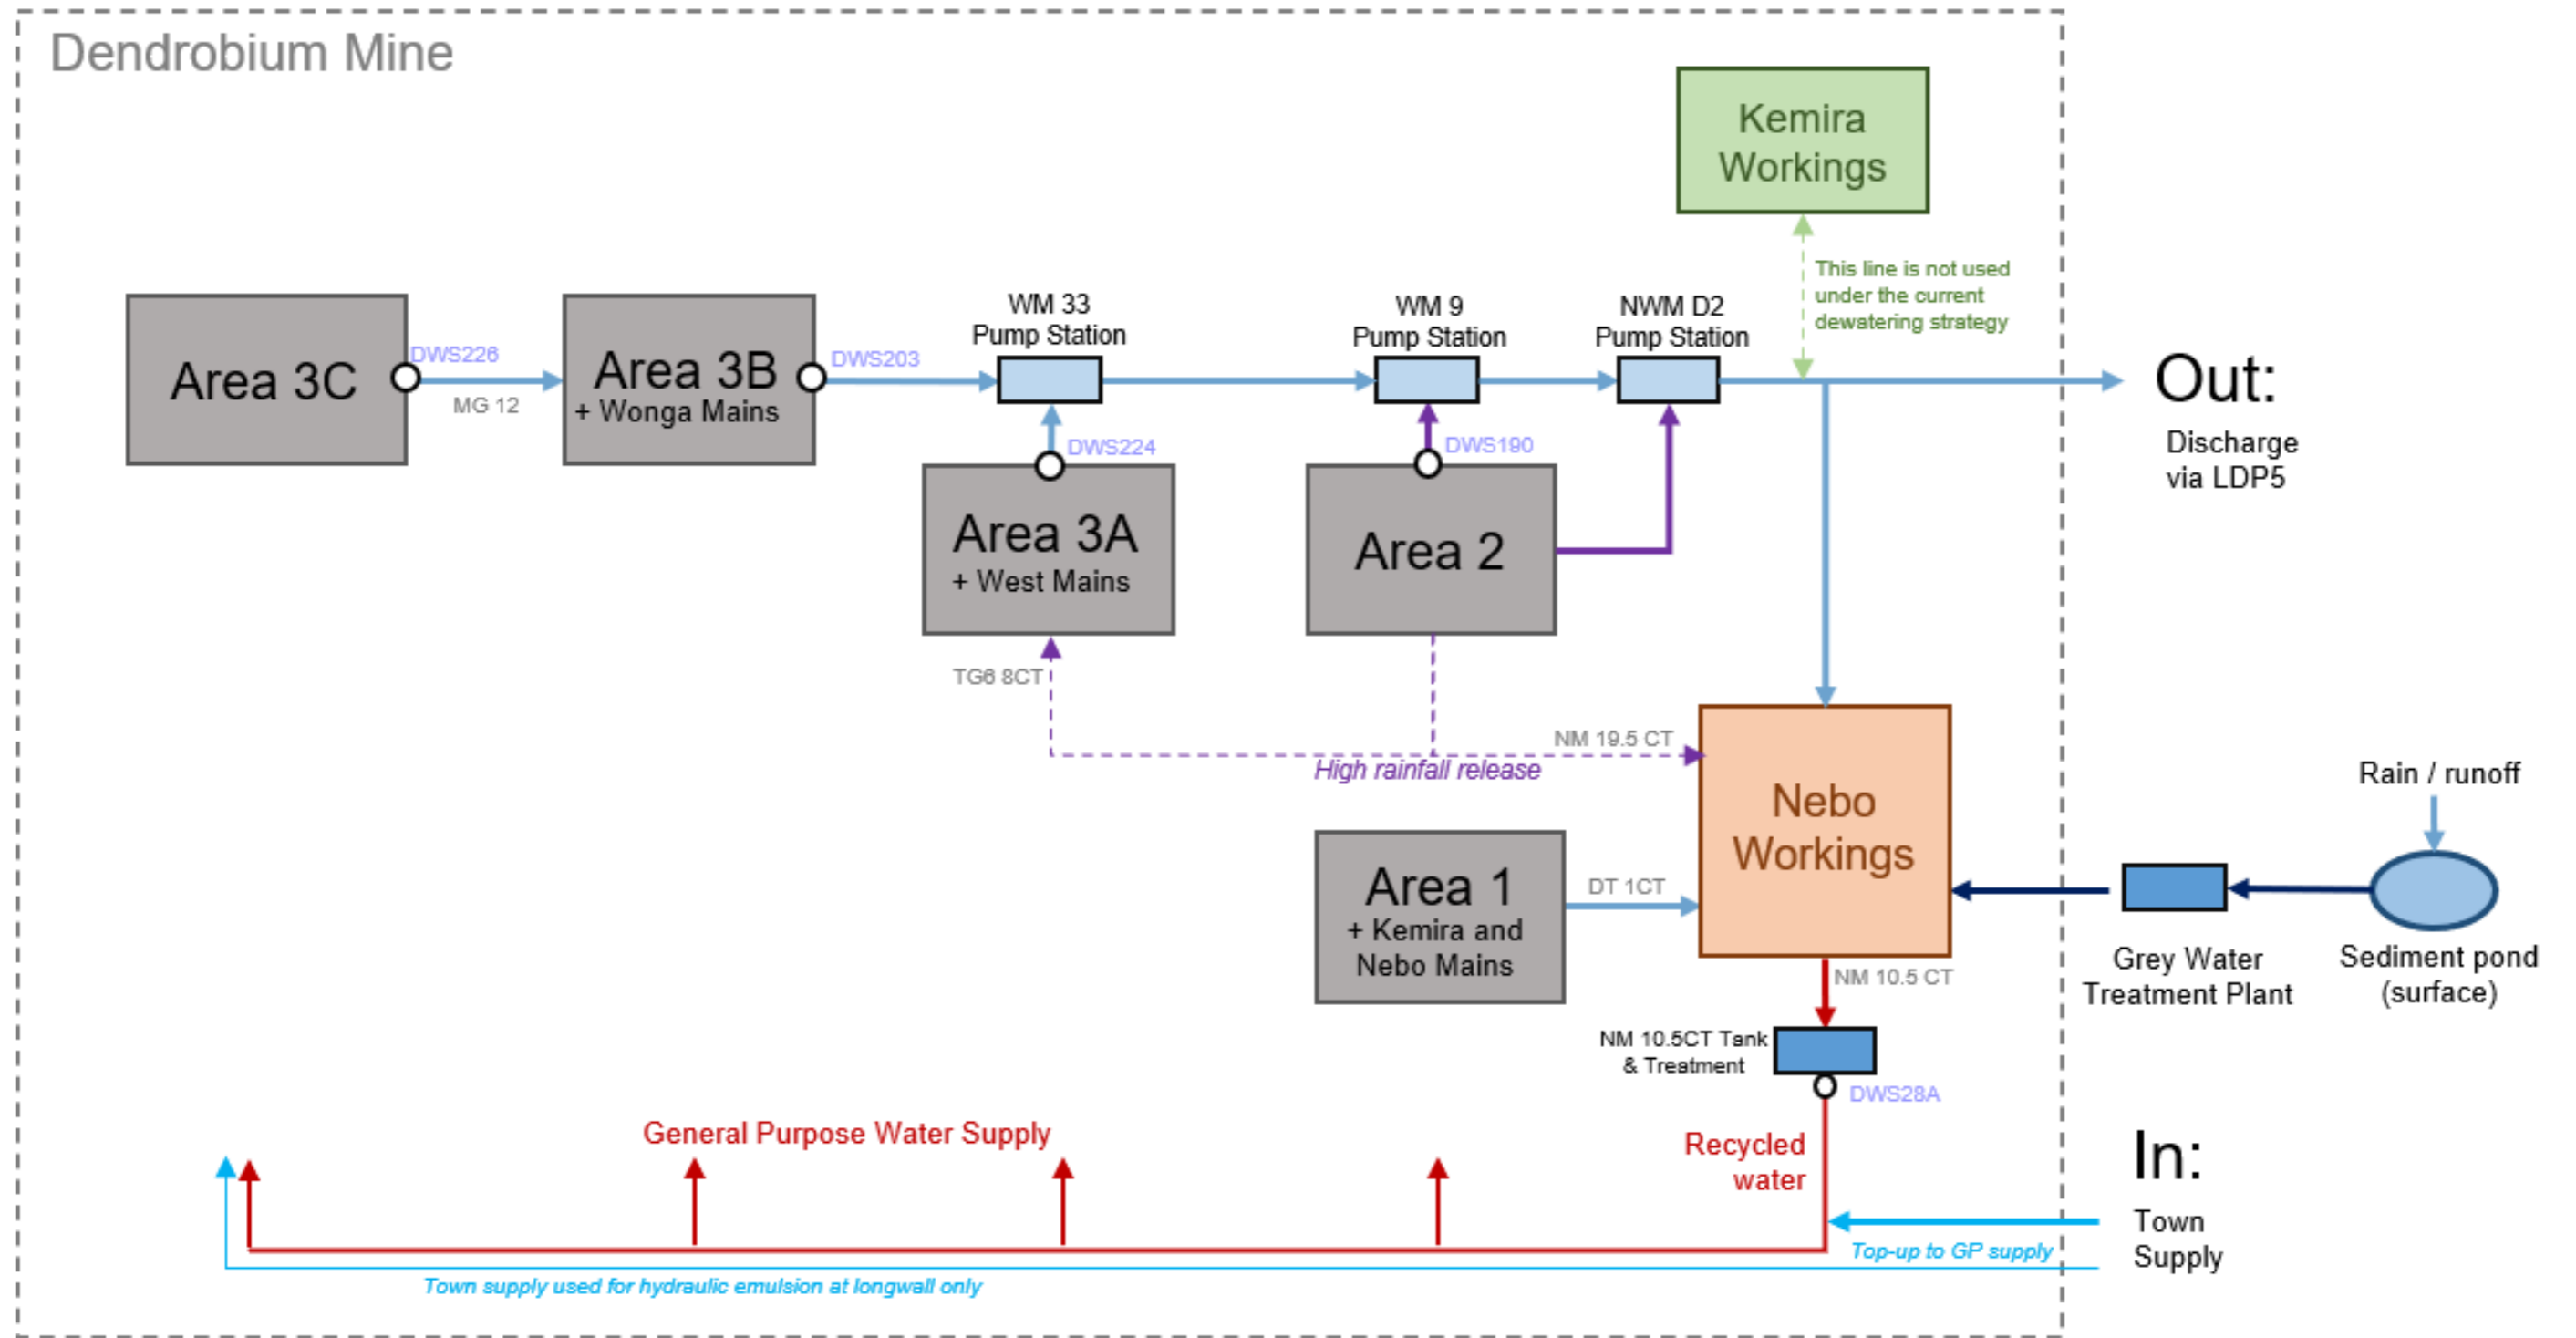 Dendrobium Mine
Kemira
Workings
This line is not used
under the current
dewatering strategy
WM 33
Pump Station
WM 9
Pump Station
NWM D2
Pump Station
Area 3C
DWS226
MG 12
Area 3B
+ Wonga Mains
DWS203
DWS224
DWS190
Out:
Discharge
via LDP5
Area 3A
+ West Mains
Area 2
TG6 8CT
NM 19.5 CT
High rainfall release
Nebo
Workings
Rain / runoff
Area 1
+ Kemira and
Nebo Mains
DT 1CT
Grey Water
Treatment Plant
Sediment pond
(surface)
NM 10.5 CT
NM 10.5CT Tank
& Treatment
DWS28A
General Purpose Water Supply
Recycled
water
In:
Town
Supply
Top-up to GP supply
Town supply used for hydraulic emulsion at longwall only